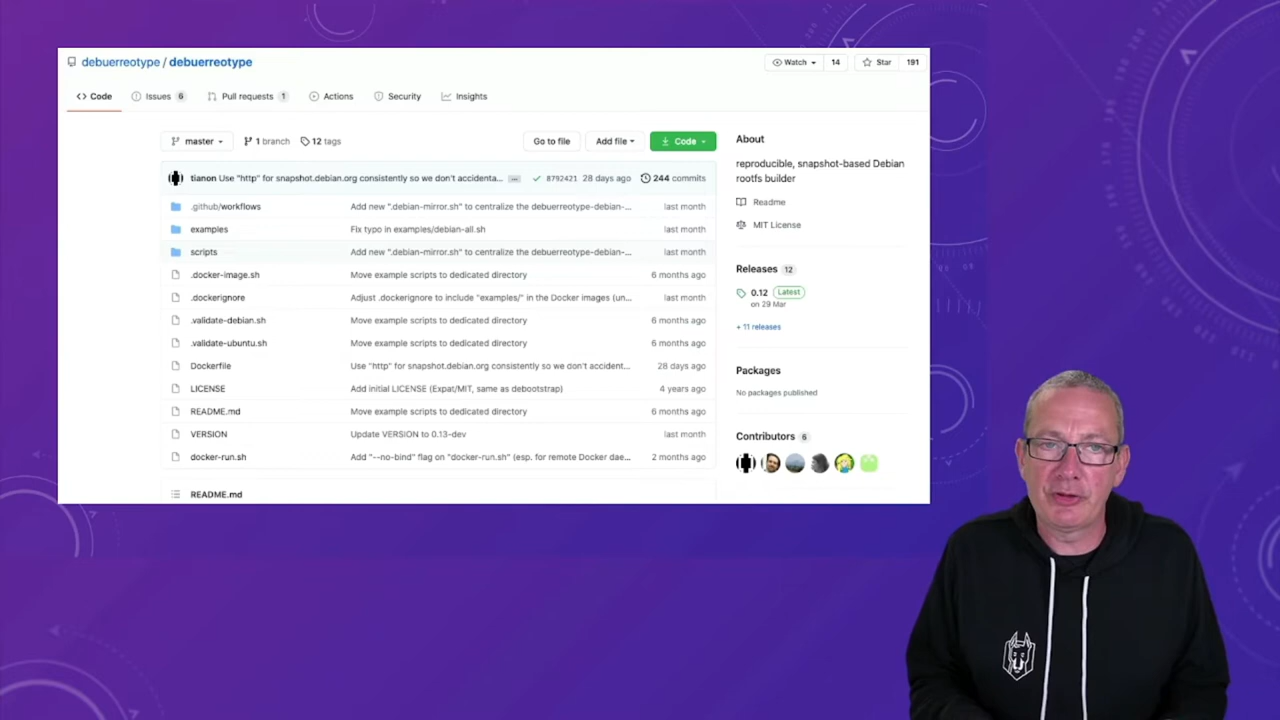 debuerreotype / debuerreotype
Watch 14 Star 191
Code Issues 6 Pull requests 1 Actions Security Insights
master 1 branch 12 tags Go to file Add file Code
tianon Use "http" for snapshot.debian.org consistently so we don't accidenta... ... 8792421 28 days ago 244 commits
.github/workflows Add new ".debian-mirror.sh" to centralize the debuerreotype-debian-... last month
examples Fix typo in examples/debian-all.sh last month
scripts Add new ".debian-mirror.sh" to centralize the debuerreotype-debian-... last month
.docker-image.sh Move example scripts to dedicated directory 6 months ago
.dockerignore Adjust .dockerignore to include "examples/" in the Docker images (un... last month
.validate-debian.sh Move example scripts to dedicated directory 6 months ago
.validate-ubuntu.sh Move example scripts to dedicated directory 6 months ago
Dockerfile Use "http" for snapshot.debian.org consistently so we don't accident... 28 days ago
LICENSE Add initial LICENSE (Expat/MIT, same as debootstrap) 4 years ago
README.md Move example scripts to dedicated directory 6 months ago
VERSION Update VERSION to 0.13-dev last month
docker-run.sh Add "--no-bind" flag on "docker-run.sh" (esp. for remote Docker dae... 2 months ago
README.md
About
reproducible, snapshot-based Debian
rootfs builder
Readme
MIT License
Releases 12
0.12 Latest
on 29 Mar
+ 11 releases
Packages
No packages published
Contributors 6